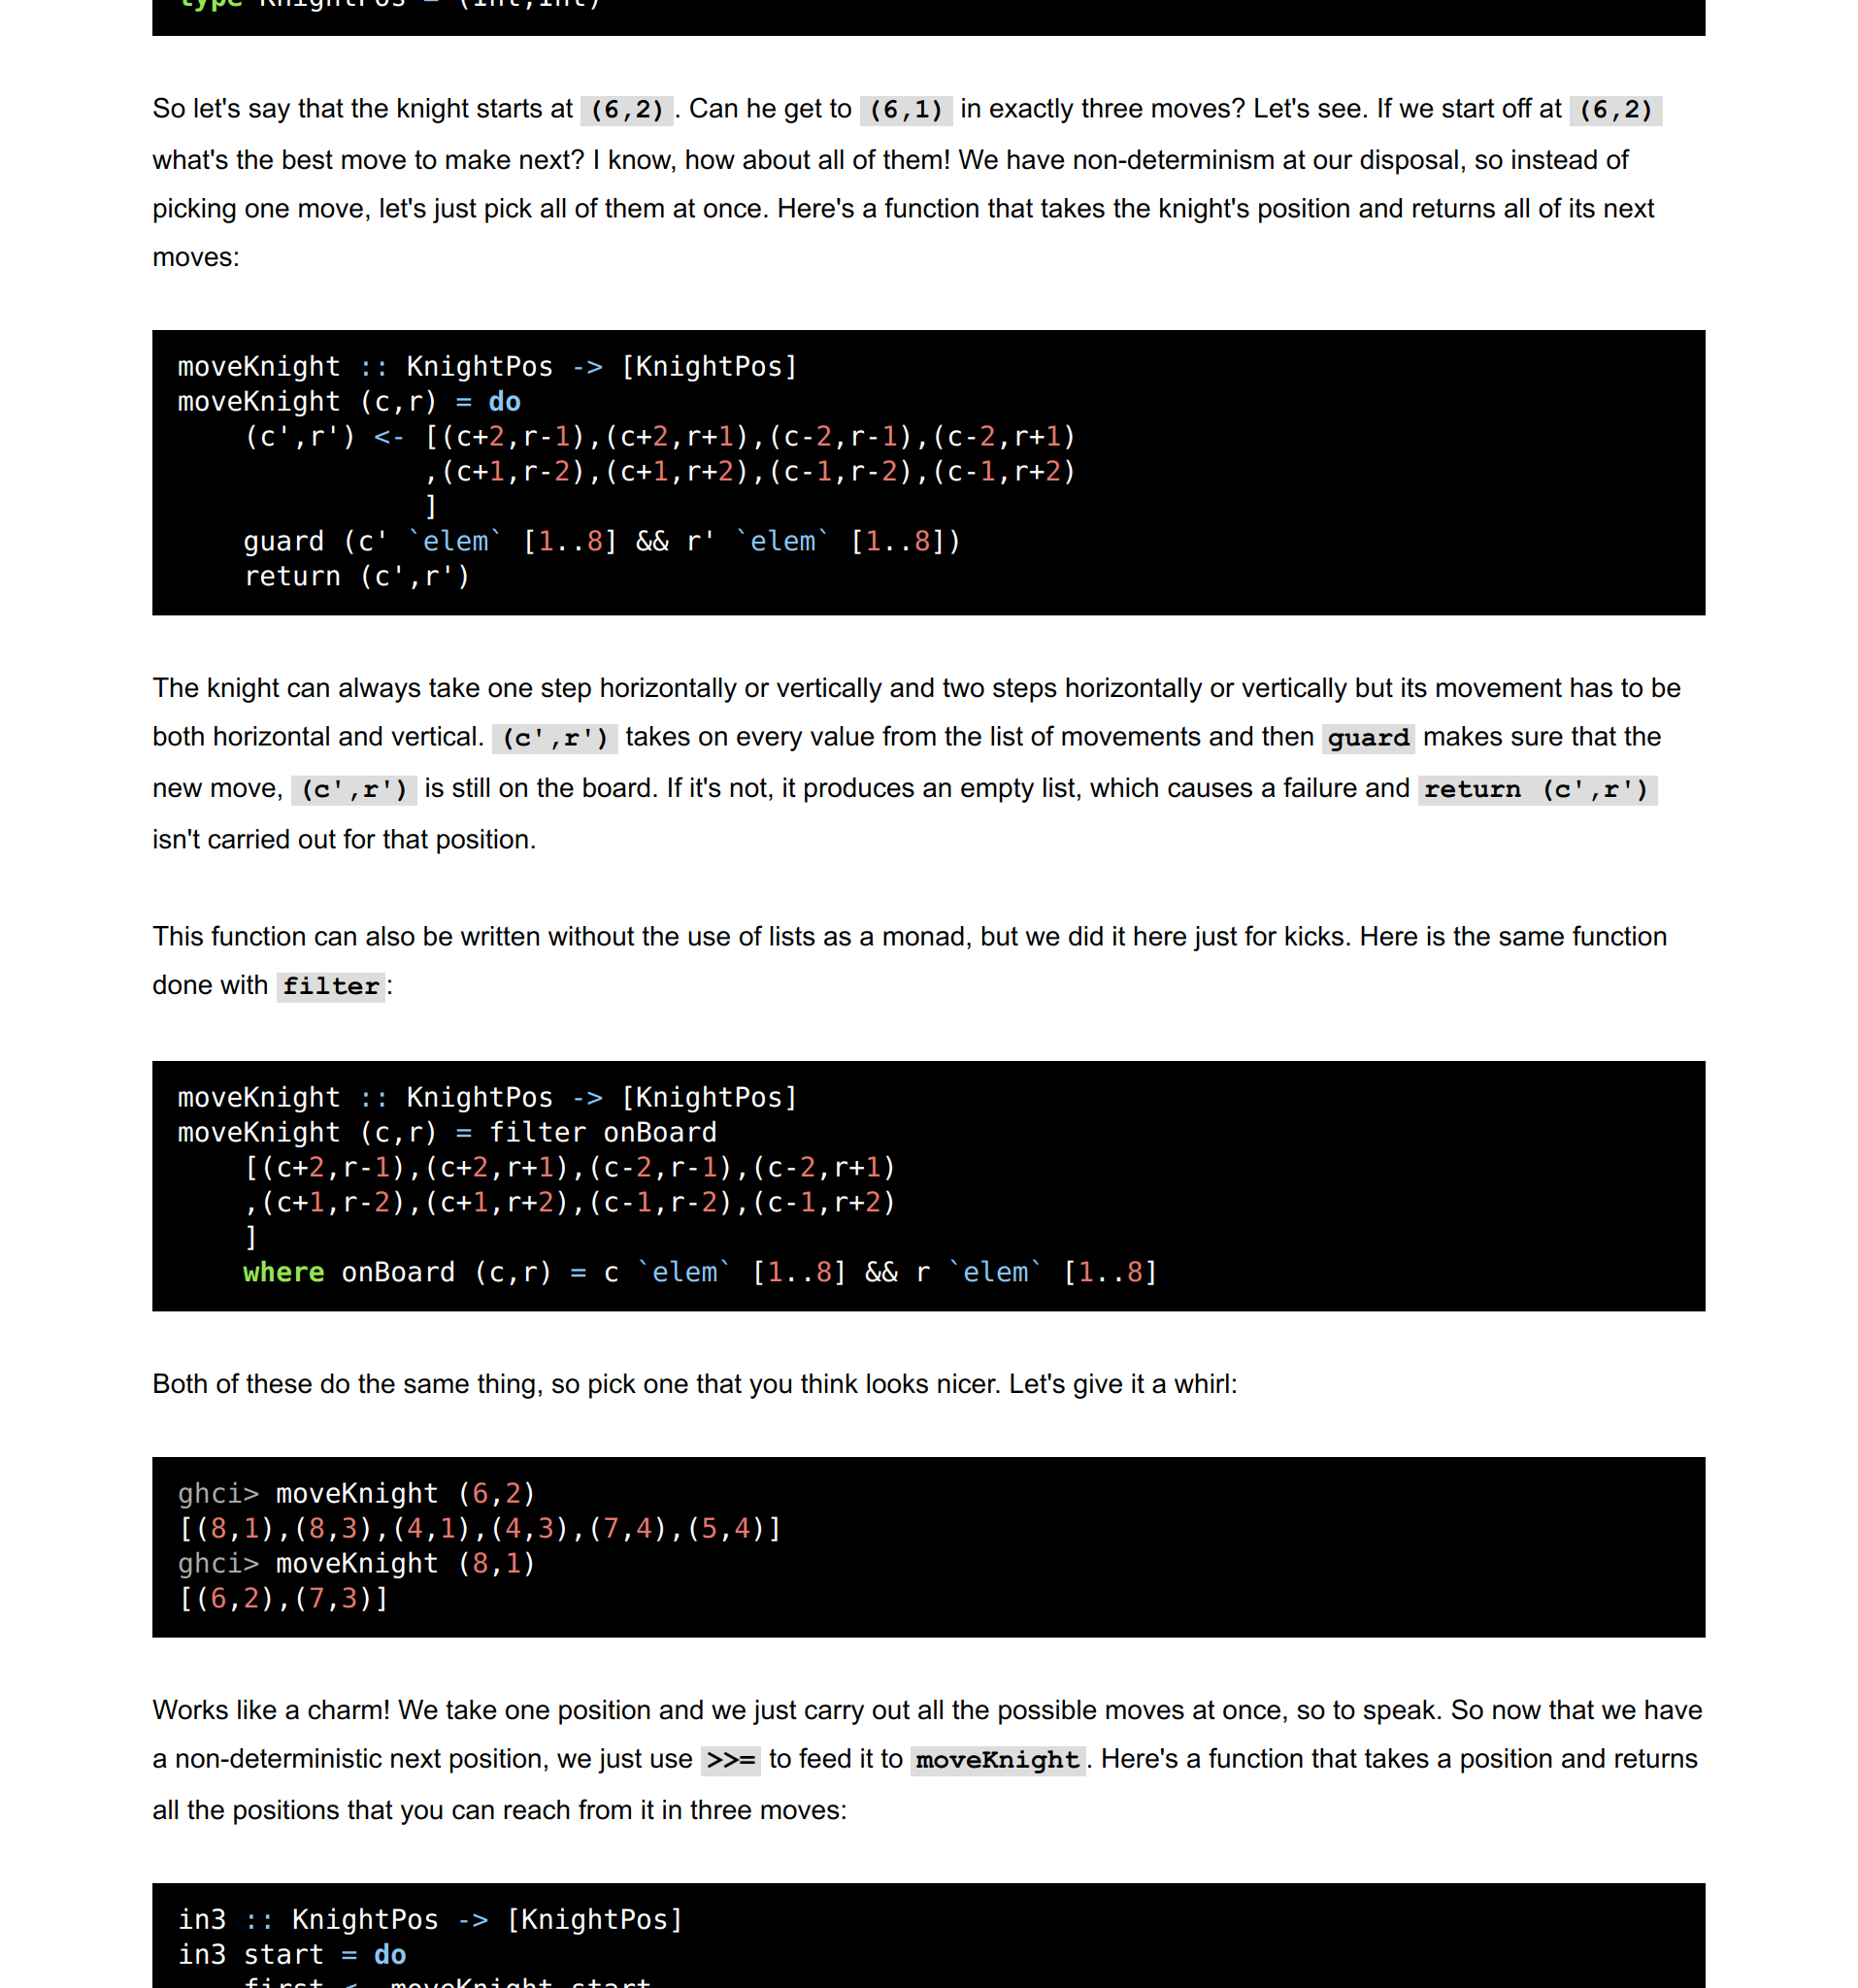 type KnightPos = (Int,Int)
So let's say that the knight starts at (6,2). Can he get to (6,1) in exactly three moves? Let's see. If we start off at (6,2)
what's the best move to make next? I know, how about all of them! We have non-determinism at our disposal, so instead of
picking one move, let's just pick all of them at once. Here's a function that takes the knight's position and returns all of its next
moves:
moveKnight :: KnightPos -> [KnightPos]
moveKnight (c,r) = do
    (c',r') <- [(c+2,r-1),(c+2,r+1),(c-2,r-1),(c-2,r+1)
               ,(c+1,r-2),(c+1,r+2),(c-1,r-2),(c-1,r+2)
               ]
    guard (c' `elem` [1..8] && r' `elem` [1..8])
    return (c',r')
The knight can always take one step horizontally or vertically and two steps horizontally or vertically but its movement has to be
both horizontal and vertical. (c',r') takes on every value from the list of movements and then guard makes sure that the
new move, (c',r') is still on the board. If it's not, it produces an empty list, which causes a failure and return (c',r')
isn't carried out for that position.
This function can also be written without the use of lists as a monad, but we did it here just for kicks. Here is the same function
done with filter:
moveKnight :: KnightPos -> [KnightPos]
moveKnight (c,r) = filter onBoard
    [(c+2,r-1),(c+2,r+1),(c-2,r-1),(c-2,r+1)
    ,(c+1,r-2),(c+1,r+2),(c-1,r-2),(c-1,r+2)
    ]
    where onBoard (c,r) = c `elem` [1..8] && r `elem` [1..8]
Both of these do the same thing, so pick one that you think looks nicer. Let's give it a whirl:
ghci> moveKnight (6,2)
[(8,1),(8,3),(4,1),(4,3),(7,4),(5,4)]
ghci> moveKnight (8,1)
[(6,2),(7,3)]
Works like a charm! We take one position and we just carry out all the possible moves at once, so to speak. So now that we have
a non-deterministic next position, we just use >>= to feed it to moveKnight. Here's a function that takes a position and returns
all the positions that you can reach from it in three moves:
in3 :: KnightPos -> [KnightPos]
in3 start = do
    first <- moveKnight start